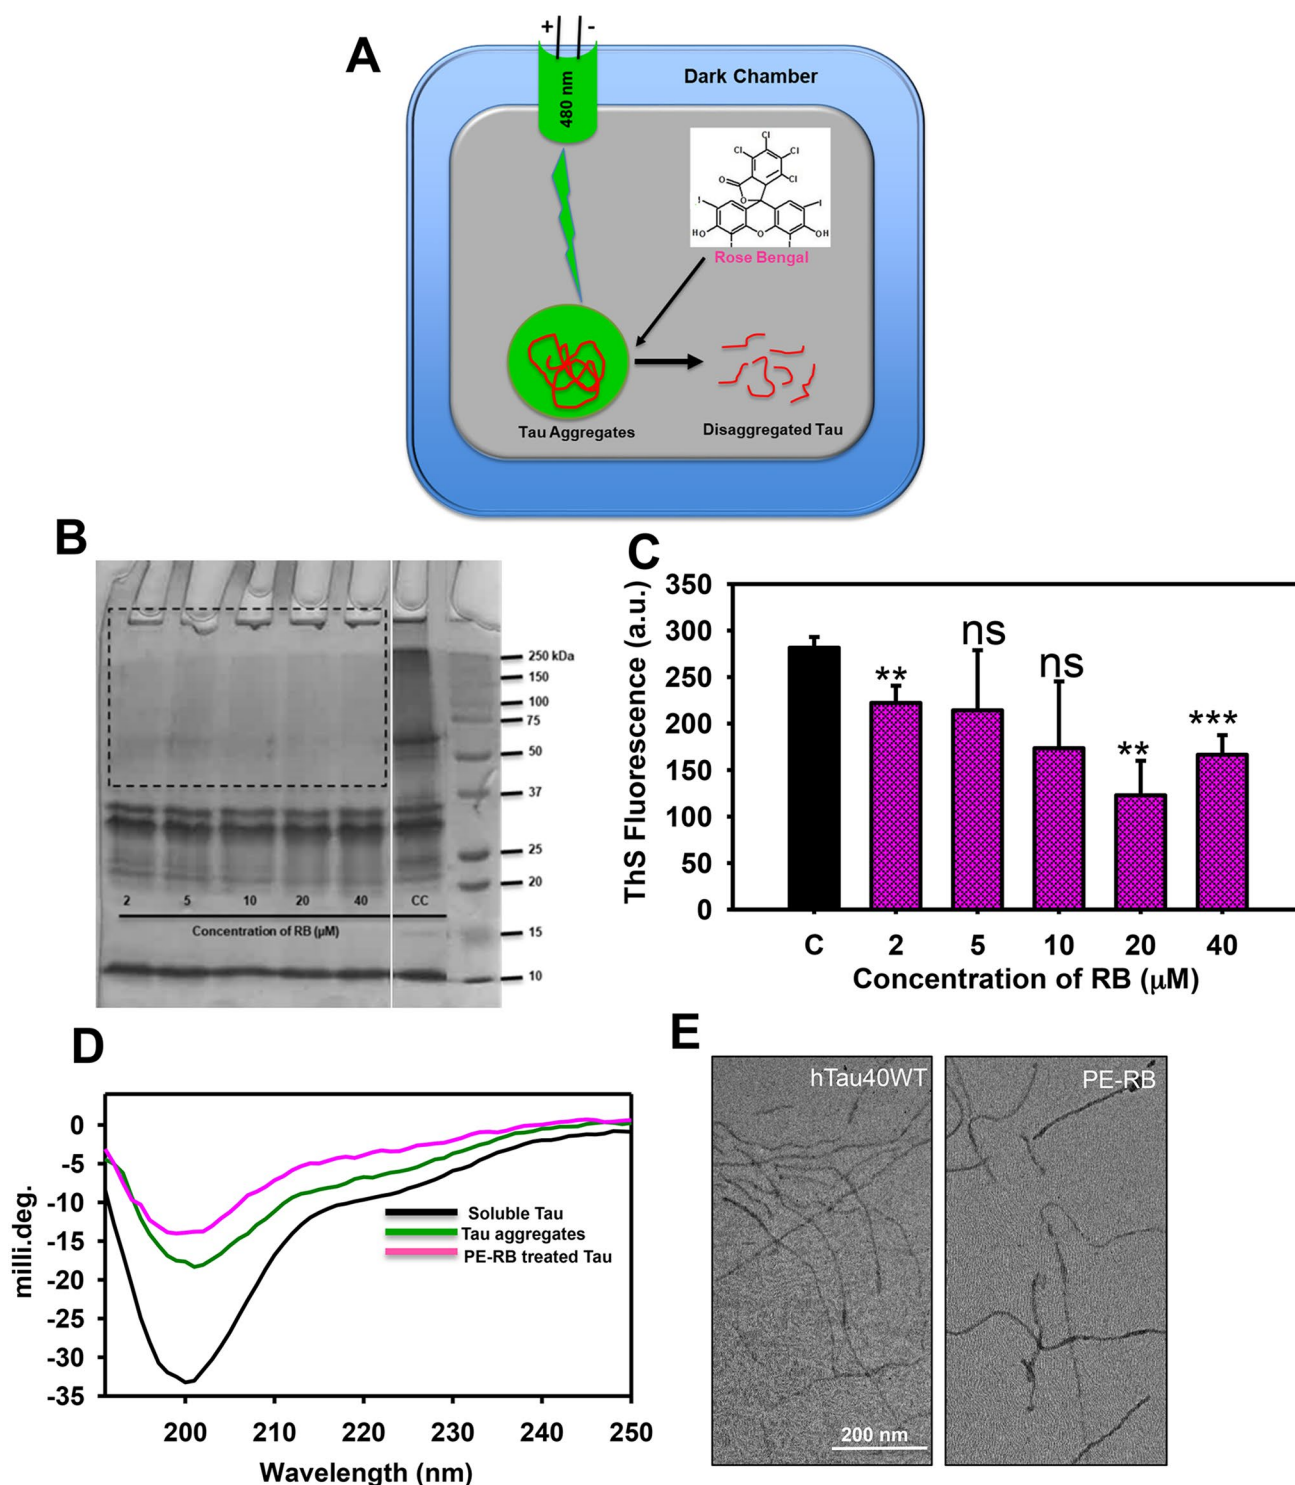 A
+ -
480 nm
Dark Chamber
Cl
Cl Cl
Cl
O
O
I I
HO O OH
I I
Rose Bengal
Tau Aggregates
Disaggregated Tau
B
250 kDa
150
100
75
50
37
25
20
15
10
2 5 10 20 40 CC
Concentration of RB (µM)
C
ThS Fluorescence (a.u.)
350
300
250
200
150
100
50
0
** ns ns ** ***
C 2 5 10 20 40
Concentration of RB (μM)
D
milli.deg.
0
-5
-10
-15
-20
-25
-30
-35
Soluble Tau
Tau aggregates
PE-RB treated Tau
200 210 220 230 240 250
Wavelength (nm)
E
hTau40WT
PE-RB
200 nm